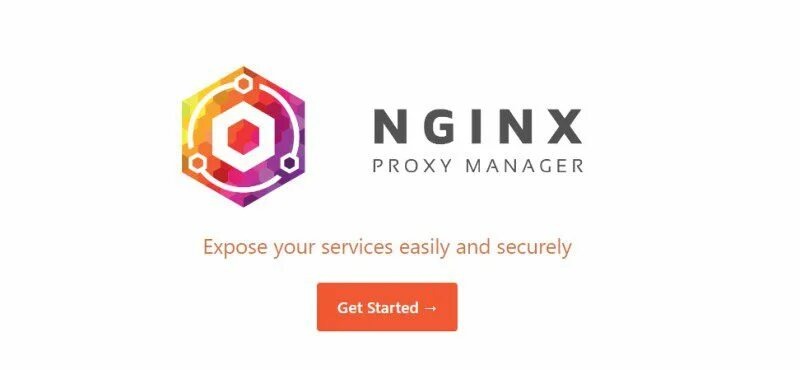 NGINX
PROXY MANAGER
Expose your services easily and securely
Get Started →